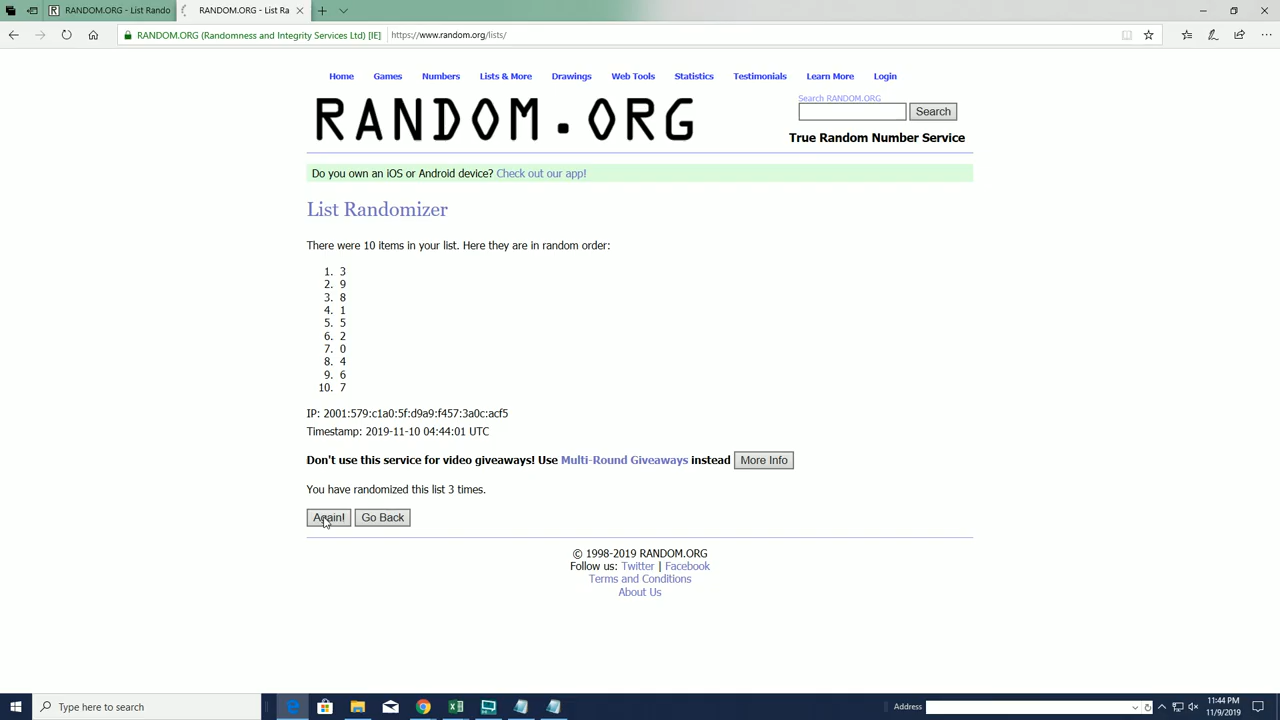 RANDOM.ORG - List Rando
RANDOM.ORG - List Ra
RANDOM.ORG (Randomness and Integrity Services Ltd) [IE]
https://www.random.org/lists/
Home Games Numbers Lists & More Drawings Web Tools Statistics Testimonials Learn More Login
RANDOM.ORG
Search RANDOM.ORG
Search
True Random Number Service
Do you own an iOS or Android device? Check out our app!
List Randomizer
There were 10 items in your list. Here they are in random order:
1. 3
2. 9
3. 8
4. 1
5. 5
6. 2
7. 0
8. 4
9. 6
10. 7
IP: 2001:579:c1a0:5f:d9a9:f457:3a0c:acf5
Timestamp: 2019-11-10 04:44:01 UTC
Don't use this service for video giveaways! Use Multi-Round Giveaways instead More Info
You have randomized this list 3 times.
Again! Go Back
© 1998-2019 RANDOM.ORG
Follow us: Twitter | Facebook
Terms and Conditions
About Us
Type here to search
Address
11:44 PM
11/9/2019